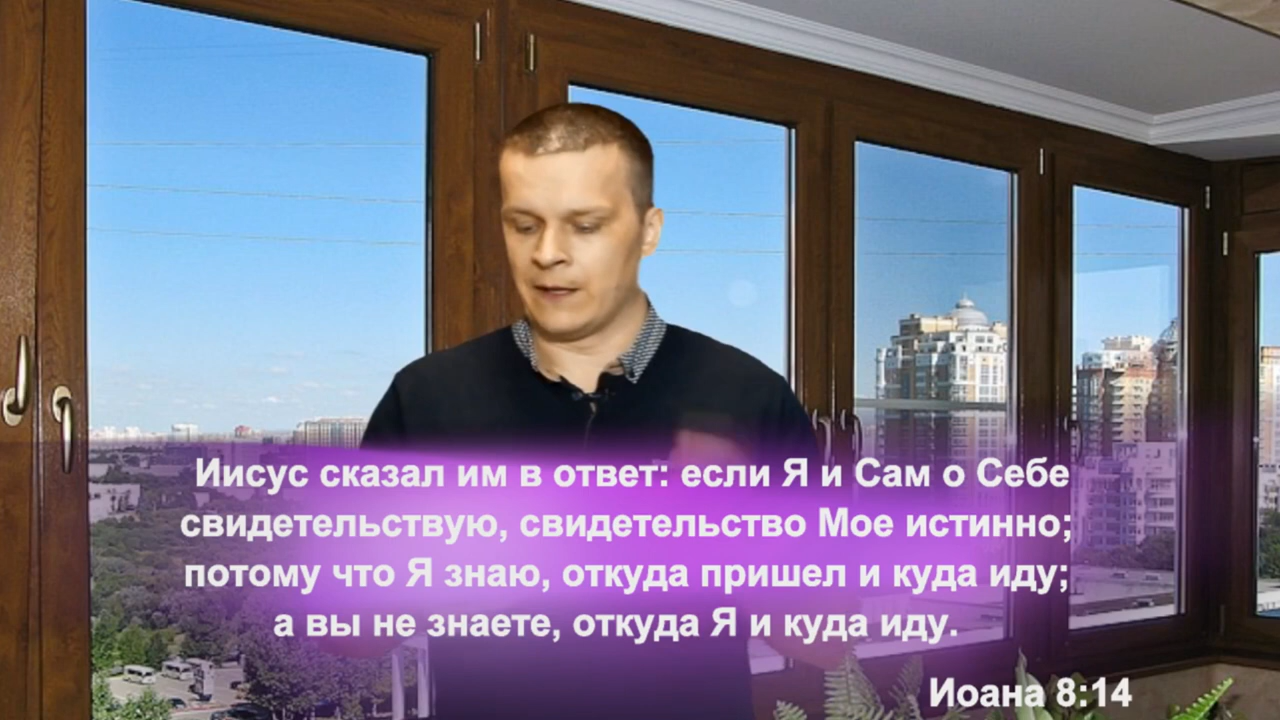 Иисус сказал им в ответ: если Я и Сам о Себе
свидетельствую, свидетельство Мое истинно;
потому что Я знаю, откуда пришел и куда иду;
а вы не знаете, откуда Я и куда иду.
Иоана 8:14